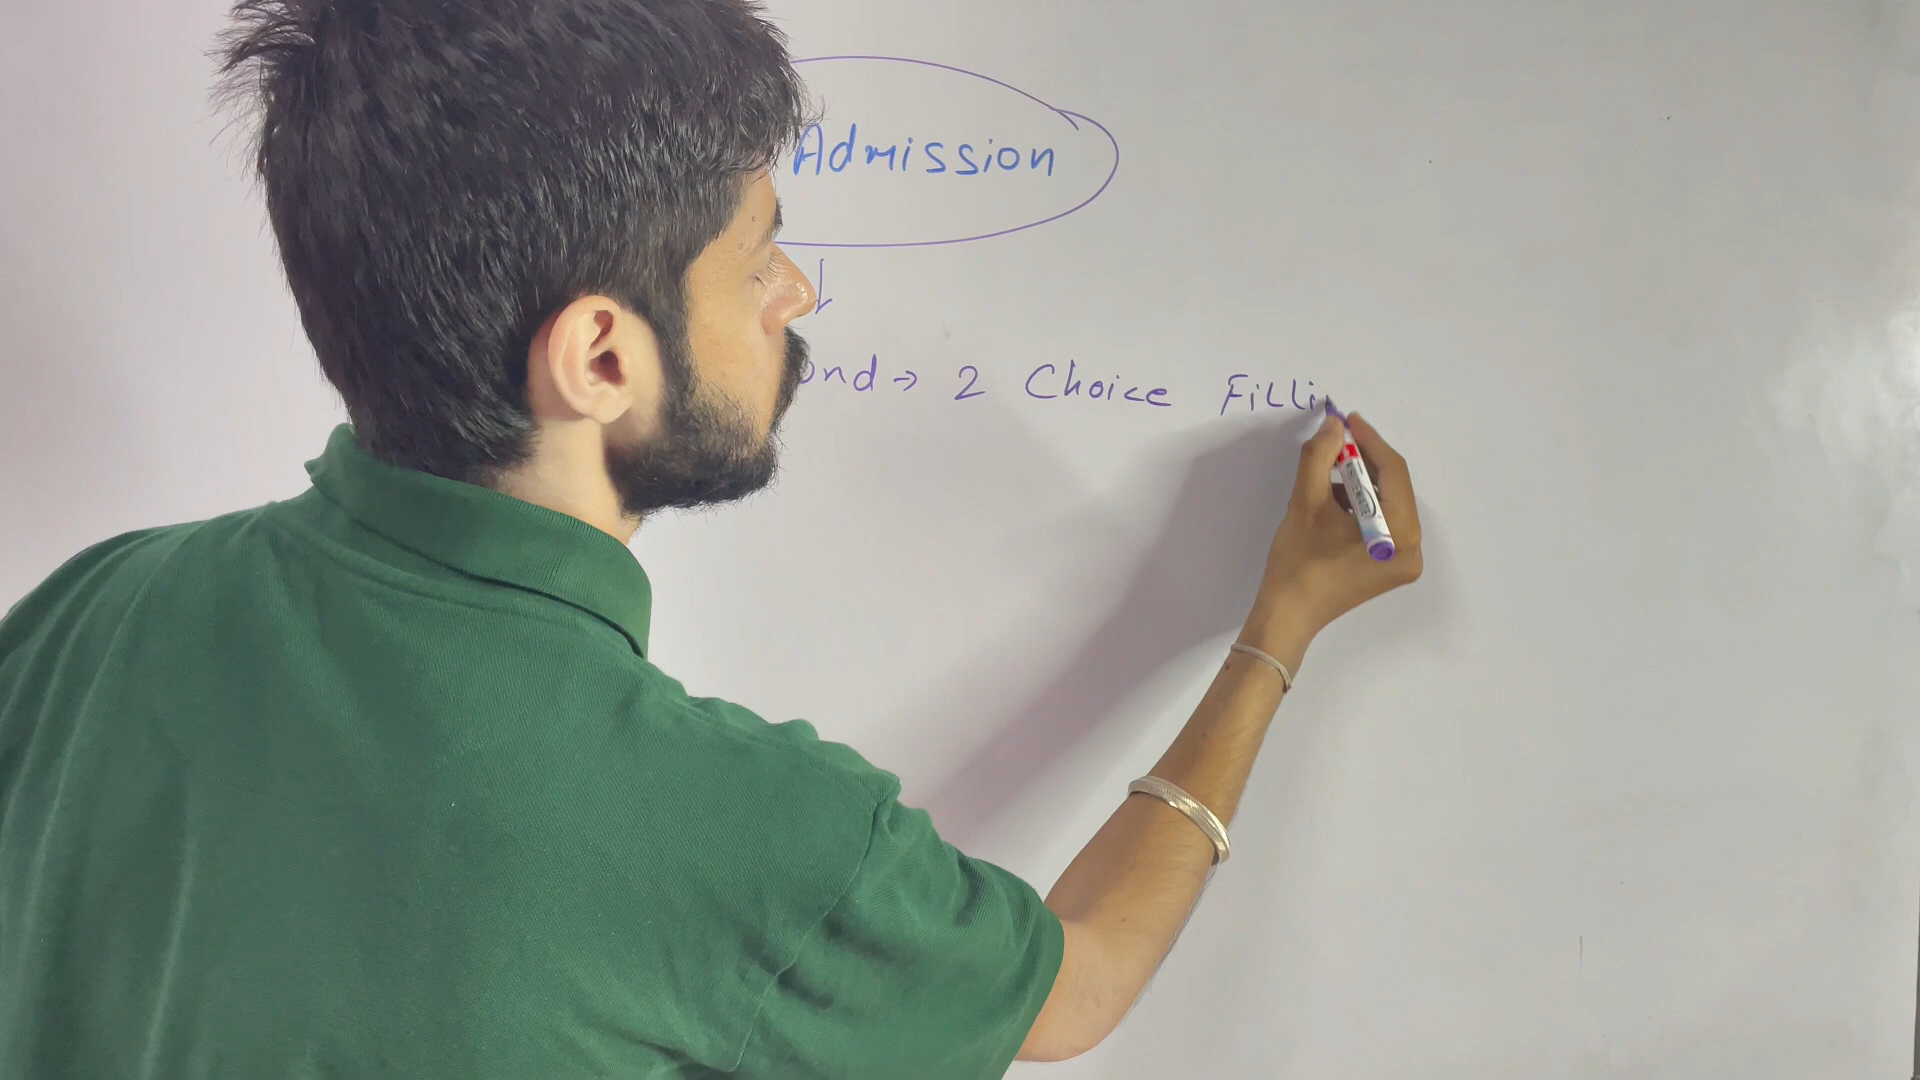 Admission
ond → 2 Choice Filli